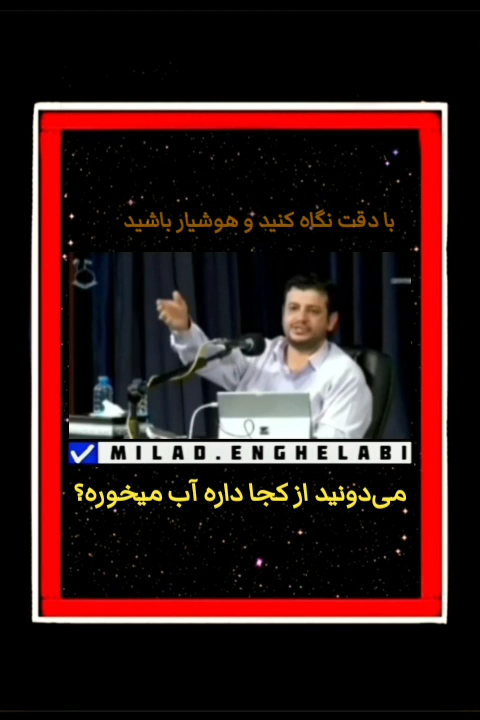 با دقت نگاه کنید و هوشیار باشید
MILAD.ENGHELABI
می‌دونید از کجا داره آب میخوره؟